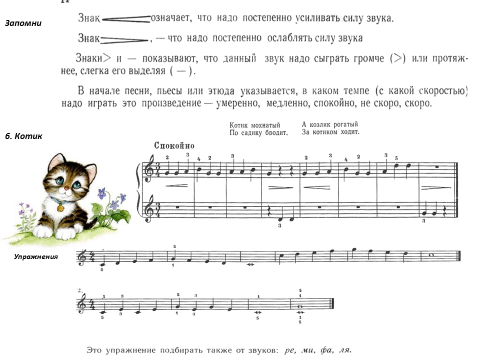 Запомни
Знак означает, что надо постепенно усиливать силу звука.
Знак , — что надо постепенно ослаблять силу звука
Знаки > и — показывают, что данный звук надо сыграть громче (>) или протяж-
нее, слегка его выделяя ( — ).
В начале песни, пьесы или этюда указывается, в каком темпе (с какой скоростью)
надо играть это произведение — умеренно, медленно, спокойно, не скоро, скоро.
6. Котик
Котик мохнатый
По садику бродит.
А козлик рогатый
За котиком ходит.
Спокойно
Упражнения
Это упражнение подбирать также от звуков: ре, ми, фа, ля.